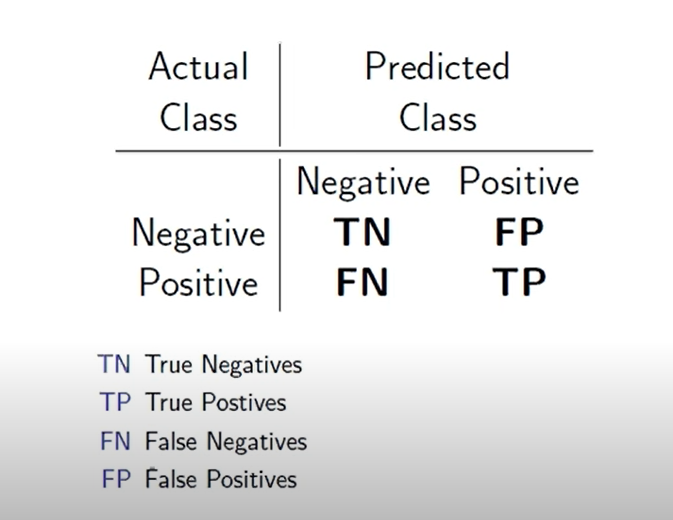 Actual Predicted
Class Class
Negative Positive
Negative TN FP
Positive FN TP
TN True Negatives
TP True Postives
FN False Negatives
FP False Positives